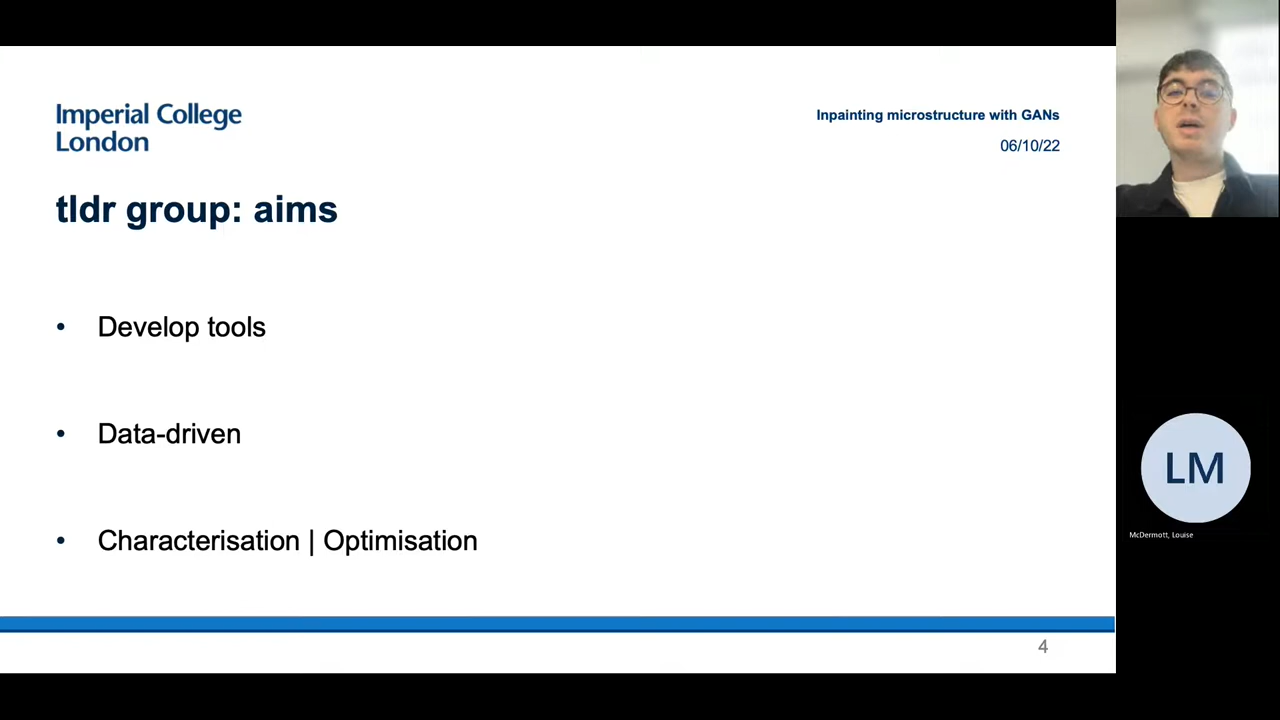 Imperial College
London
Inpainting microstructure with GANs
06/10/22
tldr group: aims
• Develop tools
• Data-driven
• Characterisation | Optimisation
4
LM
McDermott, Louise